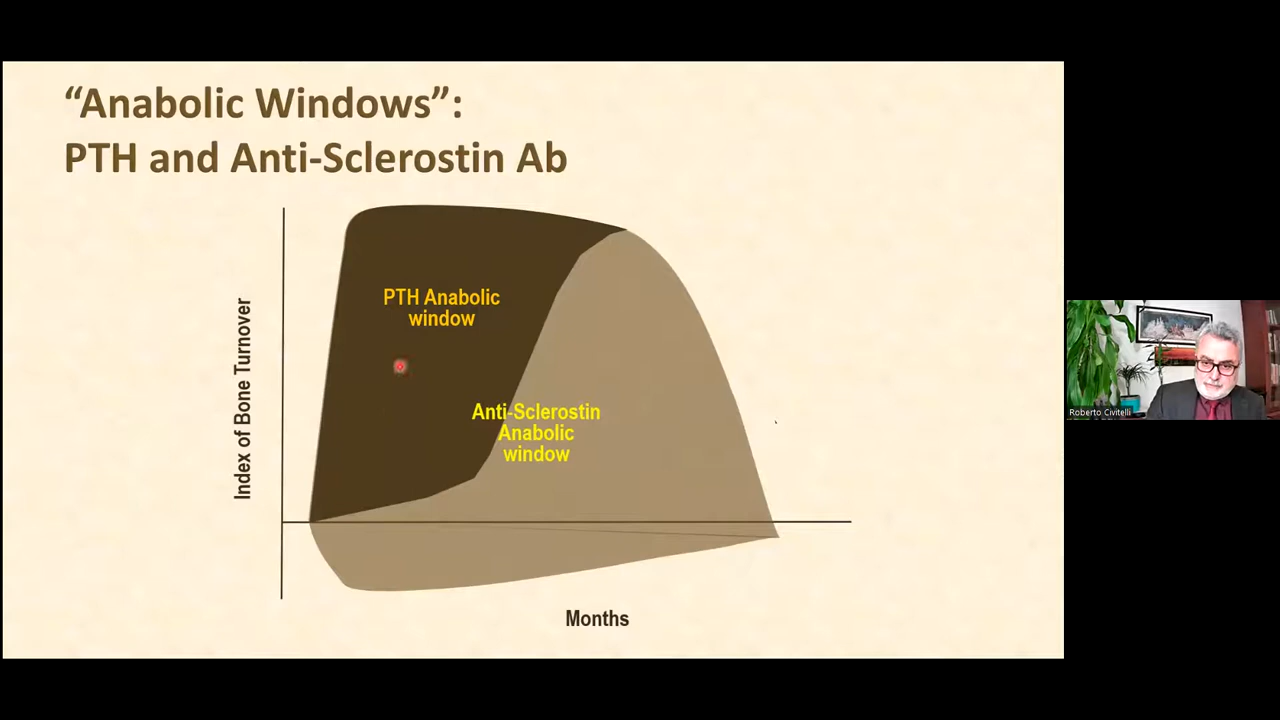 “Anabolic Windows”:
PTH and Anti-Sclerostin Ab
Index of Bone Turnover
PTH Anabolic
window
Anti-Sclerostin
Anabolic
window
Months
Roberto Civitelli